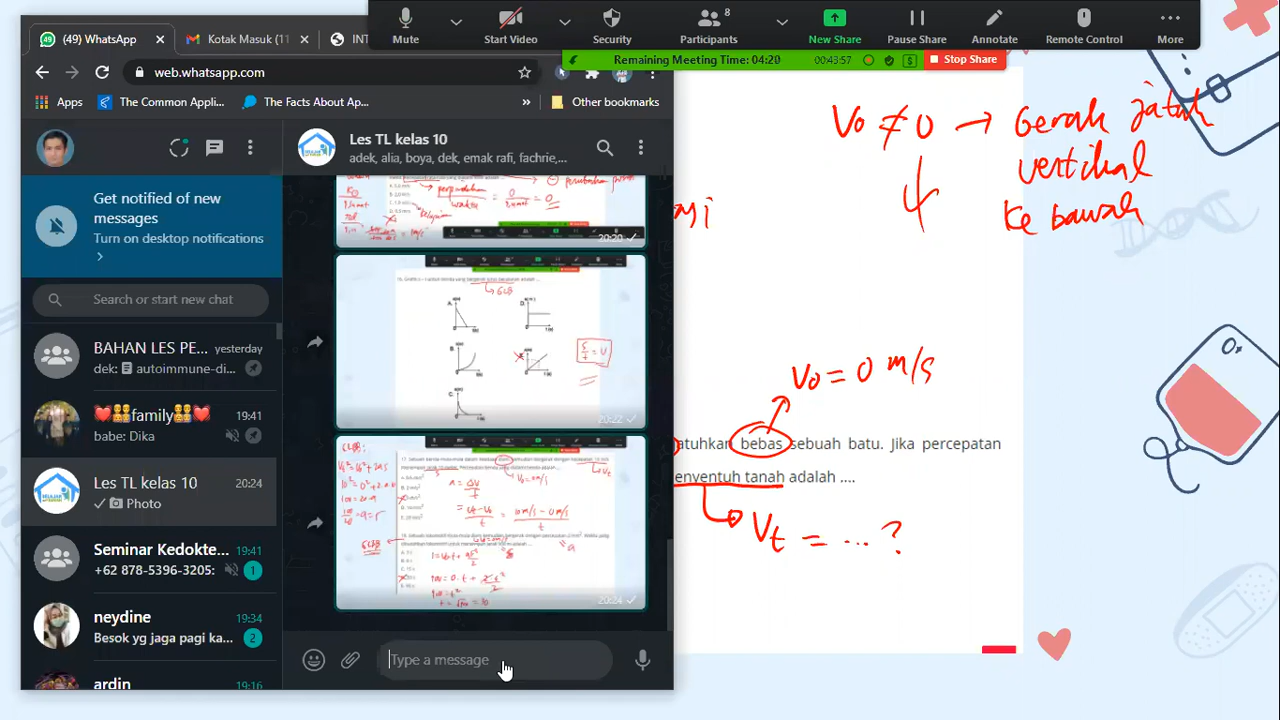 Mute
Start Video
Security
8
Participants
New Share
Pause Share
Annotate
Remote Control
More
Remaining Meeting Time: 04:20
00:43:57
Stop Share
(49) WhatsApp
Kotak Masuk (11
INT
web.whatsapp.com
Apps
The Common Appli...
The Facts About Ap...
»
Other bookmarks
Les TL kelas 10
adek, alia, boya, dek, emak rafi, fachrie,...
Get notified of new messages
Turn on desktop notifications
Search or start new chat
BAHAN LES PE...
yesterday
dek: autoimmune-di...
family
19:41
babe: Dika
Les TL kelas 10
20:24
Photo
Seminar kedokte...
19:41
+62 878-5396-3205:
1
neydine
19:34
Besok yg jaga pagi ka...
2
ardin
19:16
20:20
20:22
20:24
Type a message
V₀ ≠ 0 → Gerak jatuh
vertikal
ke bawah
V₀ = 0 m/s
atuhkan bebas sebuah batu. Jika percepatan
enyentuh tanah adalah ....
Vt = ... ?